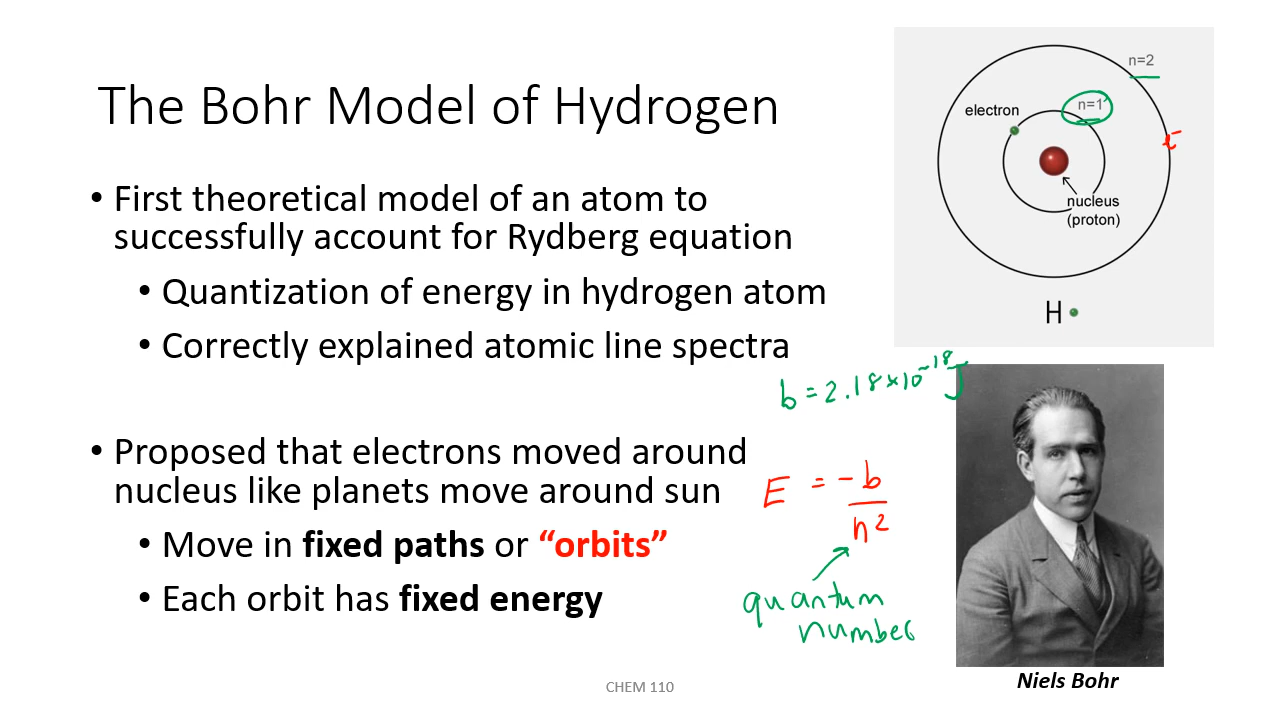 The Bohr Model of Hydrogen
• First theoretical model of an atom to
successfully account for Rydberg equation
• Quantization of energy in hydrogen atom
• Correctly explained atomic line spectra
• Proposed that electrons moved around
nucleus like planets move around sun
• Move in fixed paths or “orbits”
• Each orbit has fixed energy
n=2
electron
n=1
e⁻
nucleus
(proton)
H
b = 2.18×10⁻¹⁸ J
E = -b
n²
quantum
number
Niels Bohr
CHEM 110